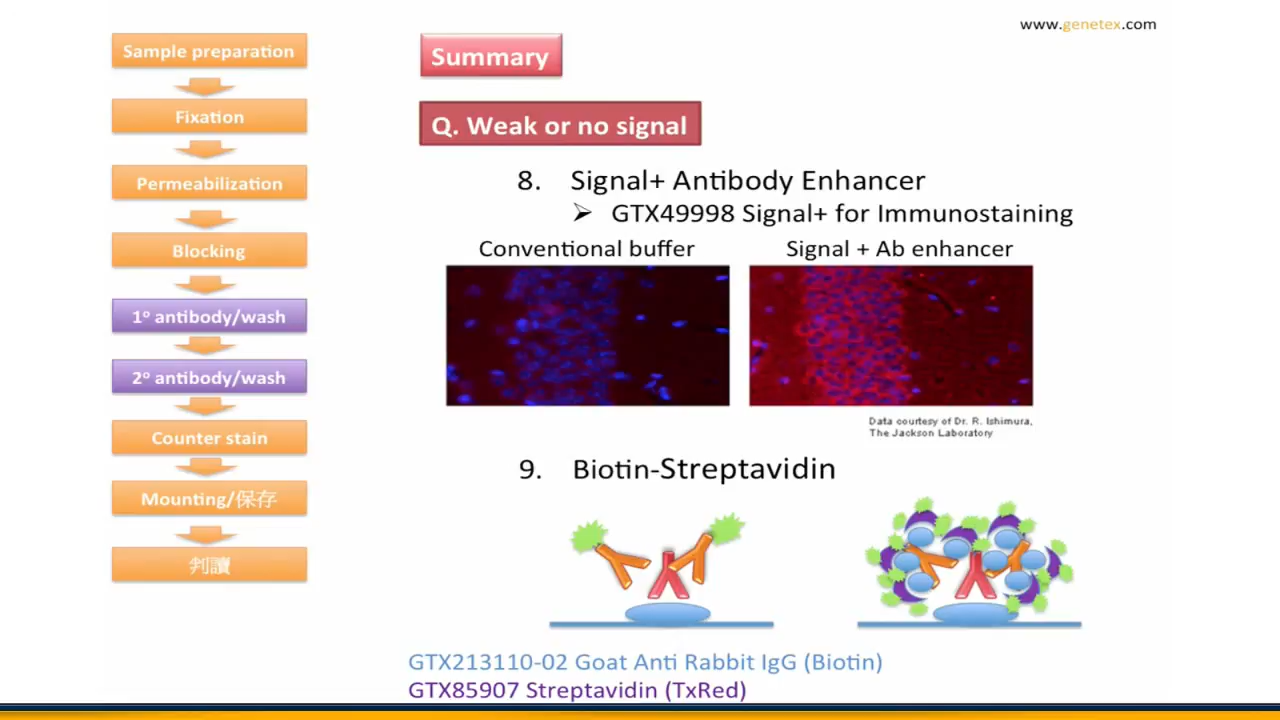 www.genetex.com
Sample preparation
Fixation
Permeabilization
Blocking
1º antibody/wash
2º antibody/wash
Counter stain
Mounting/保存
判讀
Summary
Q. Weak or no signal
8. Signal+ Antibody Enhancer
➢ GTX49998 Signal+ for Immunostaining
Conventional buffer
Signal + Ab enhancer
Data courtesy of Dr. R. Ishimura,
The Jackson Laboratory
9. Biotin-Streptavidin
GTX213110-02 Goat Anti Rabbit IgG (Biotin)
GTX85907 Streptavidin (TxRed)